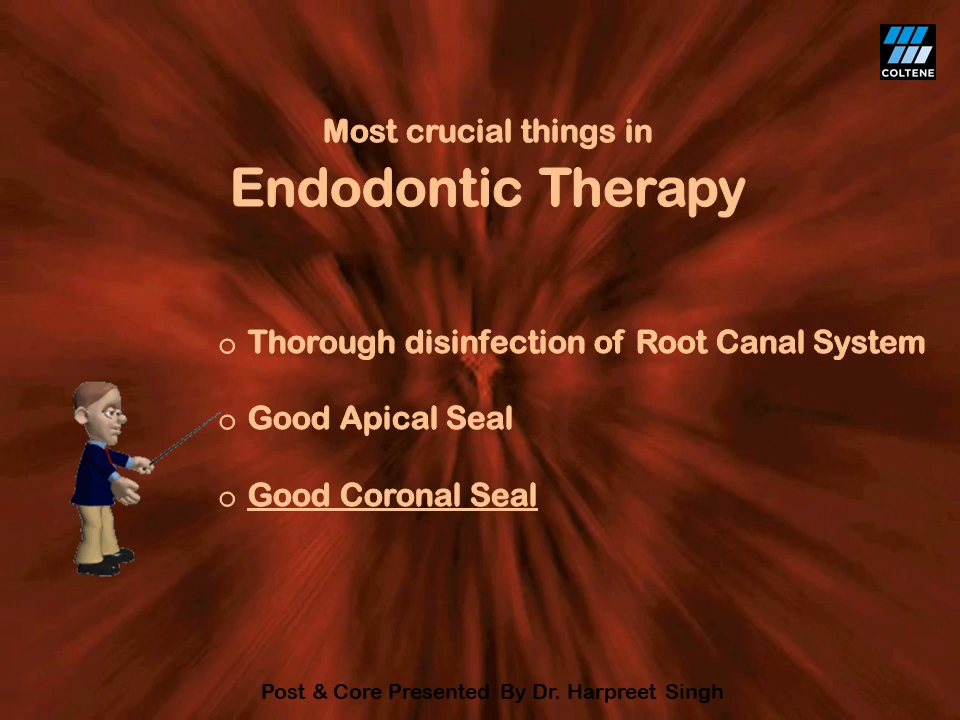 COLTENE
Most crucial things in
Endodontic Therapy
o Thorough disinfection of Root Canal System
o Good Apical Seal
o Good Coronal Seal
Post & Core Presented By Dr. Harpreet Singh